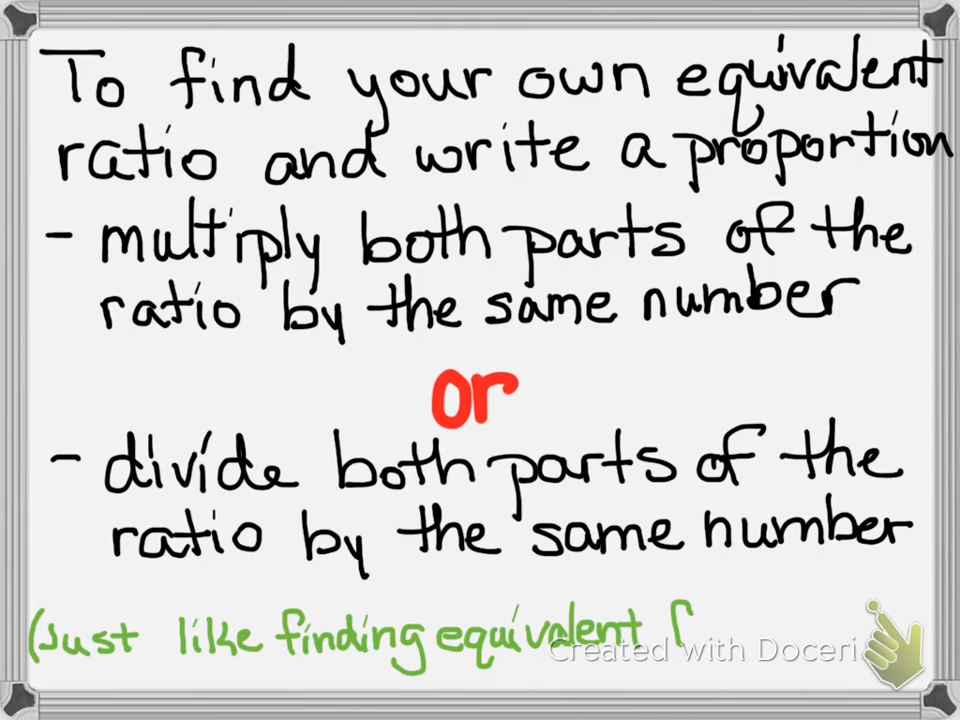 To find your own equivalent
ratio and write a proportion
- multiply both parts of the
ratio by the same number
or
- divide both parts of the
ratio by the same number
(Just like finding equivalent f
Created with Doceri